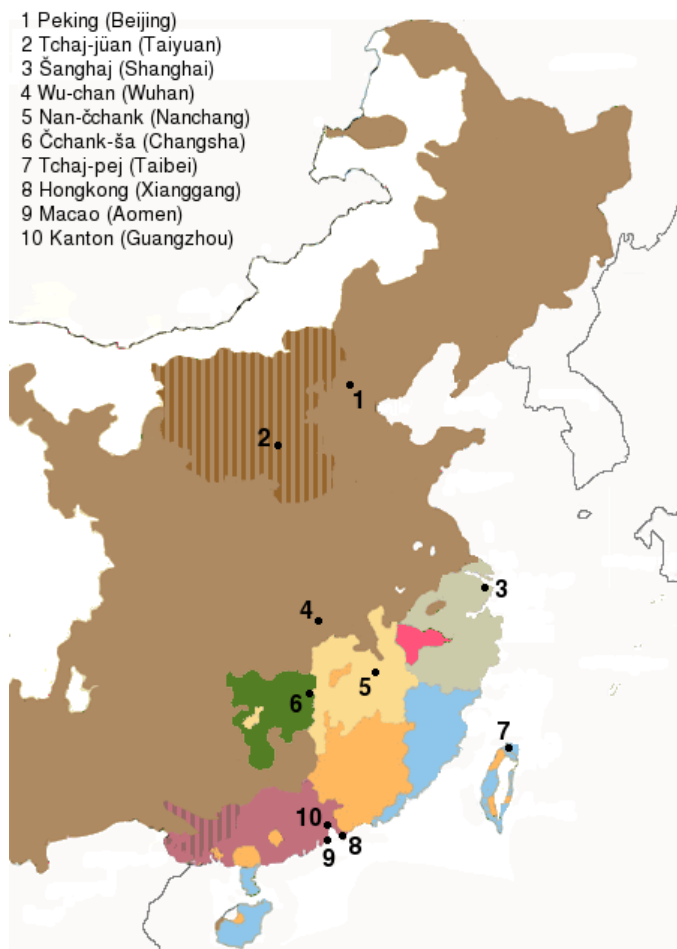 1 Peking (Beijing)
2 Tchaj-jüan (Taiyuan)
3 Šanghaj (Shanghai)
4 Wu-chan (Wuhan)
5 Nan-čchank (Nanchang)
6 Čchank-ša (Changsha)
7 Tchaj-pej (Taibei)
8 Hongkong (Xianggang)
9 Macao (Aomen)
10 Kanton (Guangzhou)
1
2
3
4
5
6
7
10
8
9